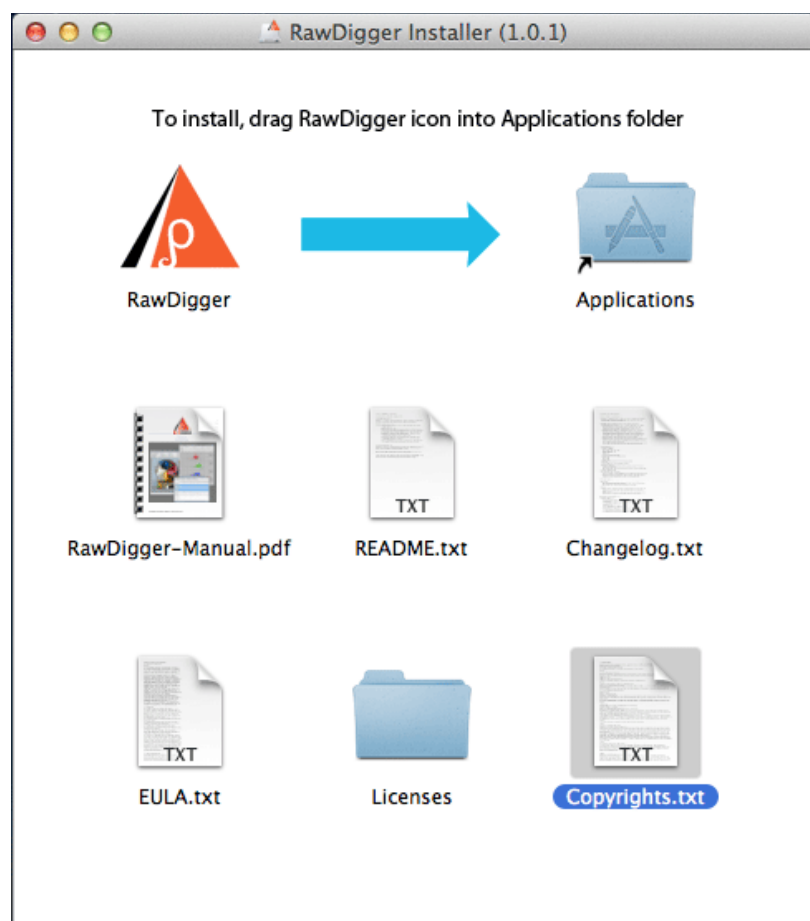 RawDigger Installer (1.0.1)
To install, drag RawDigger icon into Applications folder
RawDigger
Applications
TXT
TXT
RawDigger-Manual.pdf
README.txt
Changelog.txt
TXT
TXT
EULA.txt
Licenses
Copyrights.txt